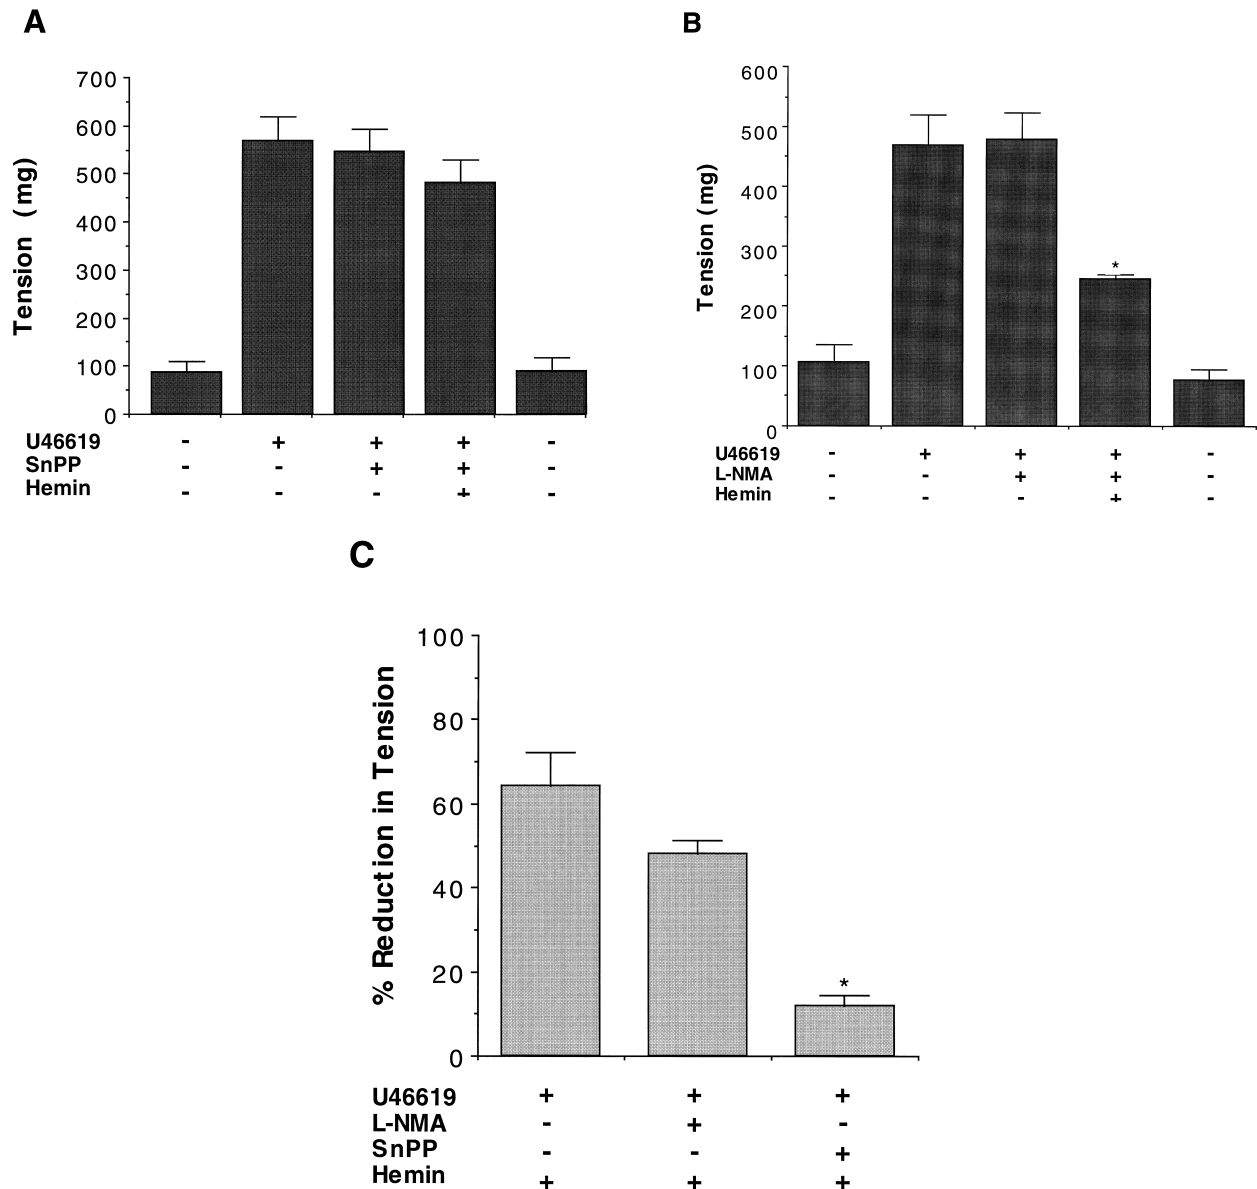 A
Tension (mg)
700
600
500
400
300
200
100
0
U46619 - + + + -
SnPP - - + + -
Hemin - - - + -
B
Tension (mg)
600
500
400
300
200
100
0
*
U46619 - + + + -
L-NMA - - + + -
Hemin - - - + -
C
% Reduction in Tension
100
80
60
40
20
0
*
U46619 + + +
L-NMA - + -
SnPP - - +
Hemin + + +